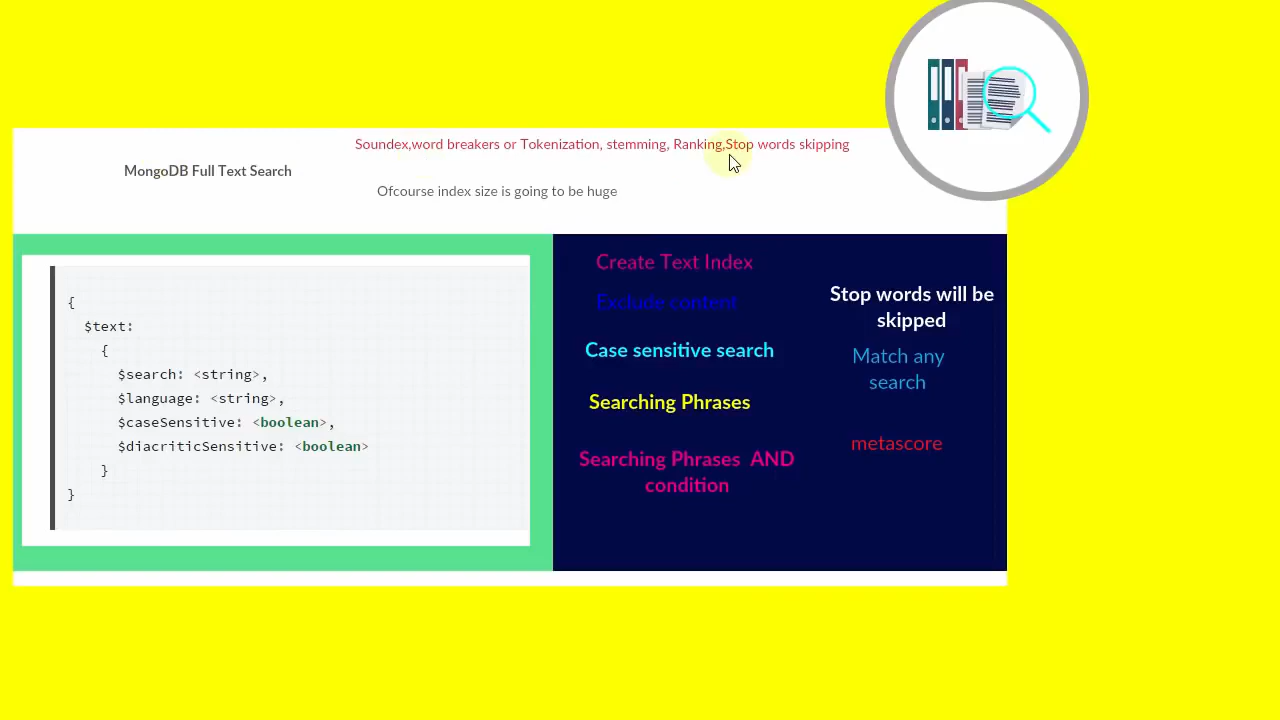 Soundex,word breakers or Tokenization, stemming, Ranking,Stop words skipping
MongoDB Full Text Search
Ofcourse index size is going to be huge
{
$text:
{
$search: <string>,
$language: <string>,
$caseSensitive: <boolean>,
$diacriticSensitive: <boolean>
}
}
Create Text Index
Exclude content
Case sensitive search
Searching Phrases
Searching Phrases AND
condition
Stop words will be
skipped
Match any
search
metascore